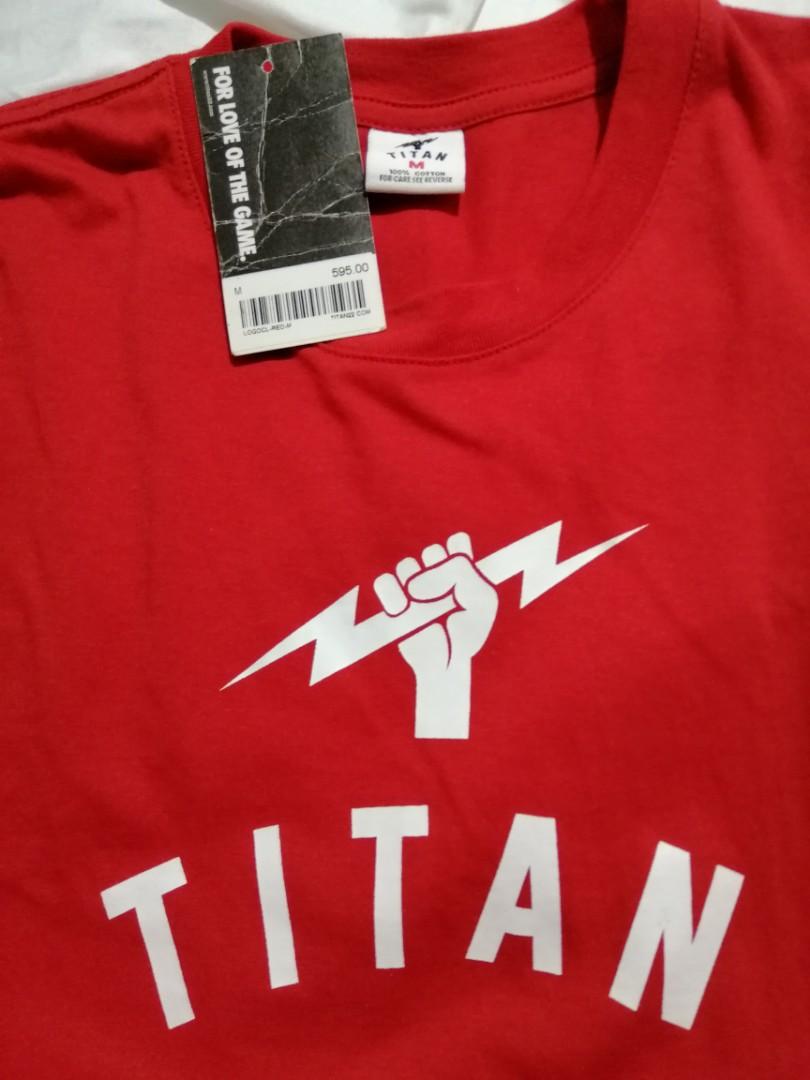 FOR LOVE OF THE GAME.
M
595.00
LOGOCL-RED-M
TITAN22.COM
TITAN
M
100% COTTON
FOR CARE SEE REVERSE
TITAN